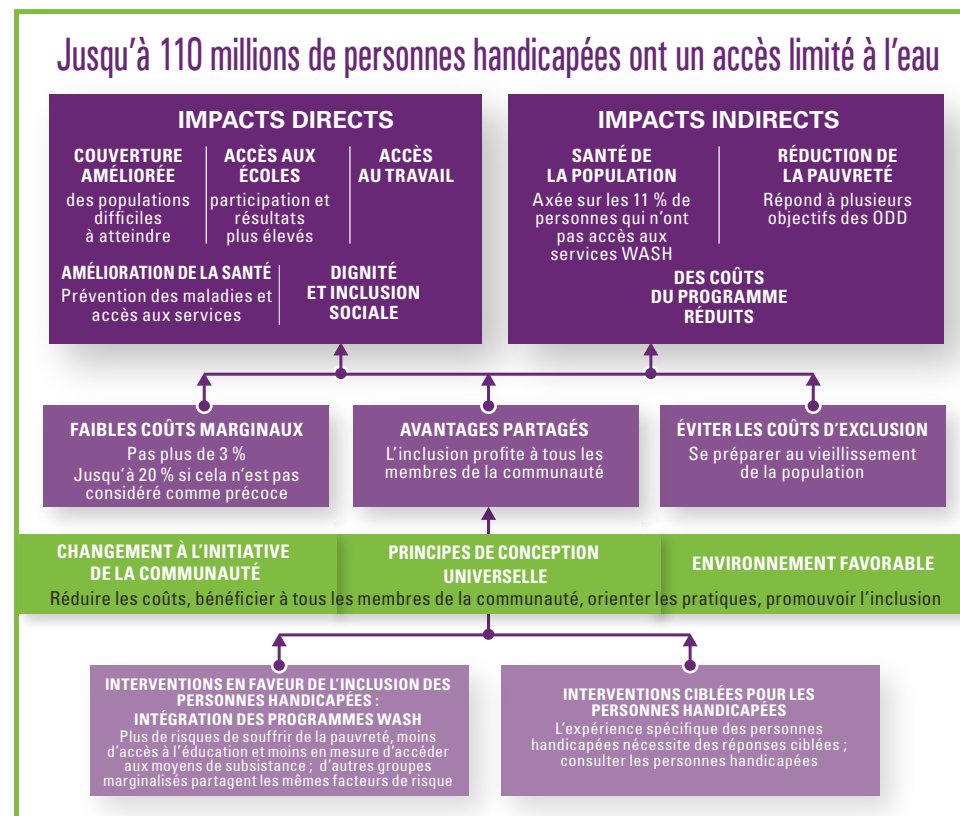 Jusqu'à 110 millions de personnes handicapées ont un accès limité à l'eau
IMPACTS DIRECTS
COUVERTURE
AMÉLIORÉE
des populations
difficiles
à atteindre
ACCÈS AUX
ÉCOLES
participation et
résultats
plus élevés
ACCÈS
AU TRAVAIL
AMÉLIORATION DE LA SANTÉ
Prévention des maladies et
accès aux services
DIGNITÉ
ET INCLUSION
SOCIALE
IMPACTS INDIRECTS
SANTÉ DE
LA POPULATION
Axée sur les 11 % de
personnes qui n'ont
pas accès aux
services WASH
RÉDUCTION DE
LA PAUVRETÉ
Répond à plusieurs
objectifs des ODD
DES COÛTS
DU PROGRAMME
RÉDUITS
FAIBLES COÛTS MARGINAUX
Pas plus de 3 %
Jusqu'à 20 % si cela n'est pas
considéré comme précoce
AVANTAGES PARTAGÉS
L'inclusion profite à tous les
membres de la communauté
ÉVITER LES COÛTS D'EXCLUSION
Se préparer au vieillissement
de la population
CHANGEMENT À L'INITIATIVE
DE LA COMMUNAUTÉ
PRINCIPES DE CONCEPTION
UNIVERSELLE
ENVIRONNEMENT FAVORABLE
Réduire les coûts, bénéficier à tous les membres de la communauté, orienter les pratiques, promouvoir l'inclusion
INTERVENTIONS EN FAVEUR DE L'INCLUSION DES
PERSONNES HANDICAPÉES :
INTÉGRATION DES PROGRAMMES WASH
Plus de risques de souffrir de la pauvreté, moins
d'accès à l'éducation et moins en mesure d'accéder
aux moyens de subsistance ; d'autres groupes
marginalisés partagent les mêmes facteurs de risque
INTERVENTIONS CIBLÉES POUR LES
PERSONNES HANDICAPÉES
L'expérience spécifique des personnes
handicapées nécessite des réponses ciblées ;
consulter les personnes handicapées